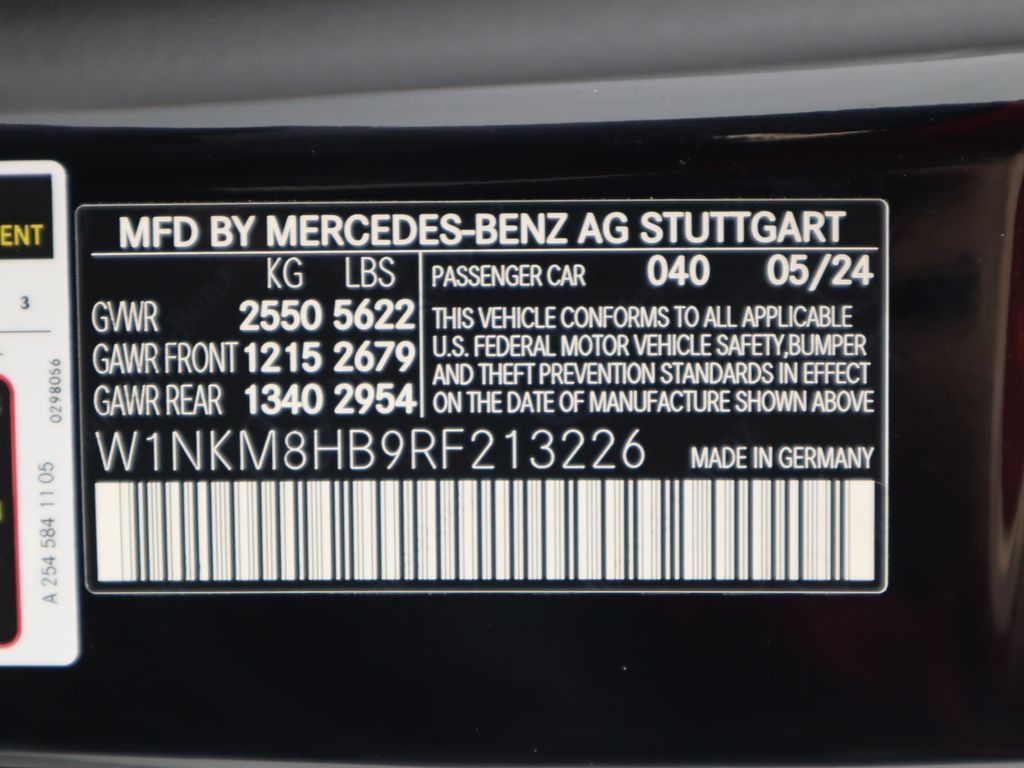 MFD BY MERCEDES-BENZ AG STUTTGART
KG LBS
GVWR 2550 5622
GAWR FRONT 1215 2679
GAWR REAR 1340 2954
PASSENGER CAR 040 05/24
THIS VEHICLE CONFORMS TO ALL APPLICABLE
U.S. FEDERAL MOTOR VEHICLE SAFETY,BUMPER
AND THEFT PREVENTION STANDARDS IN EFFECT
ON THE DATE OF MANUFACTURE SHOWN ABOVE
W1NKM8HB9RF213226 MADE IN GERMANY
ENT
3
0298056
A 254 584 11 05